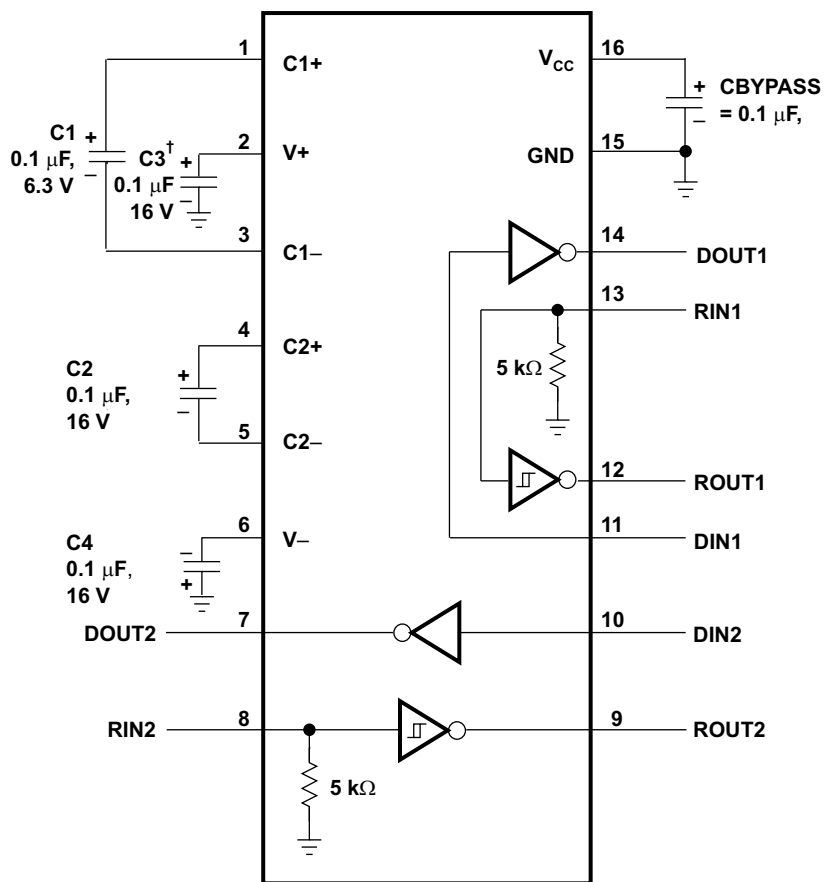 1
C1+
C1
0.1 μF,
6.3 V
+
–
2
V+
C3†
0.1 μF
16 V
+
–
3
C1–
4
C2+
C2
0.1 μF,
16 V
+
–
5
C2–
6
V–
C4
0.1 μF,
16 V
–
+
DOUT2
7
RIN2
8
5 kΩ
16
VCC
+
–
CBYPASS
= 0.1 μF,
15
GND
14
DOUT1
13
RIN1
5 kΩ
12
ROUT1
11
DIN1
10
DIN2
9
ROUT2